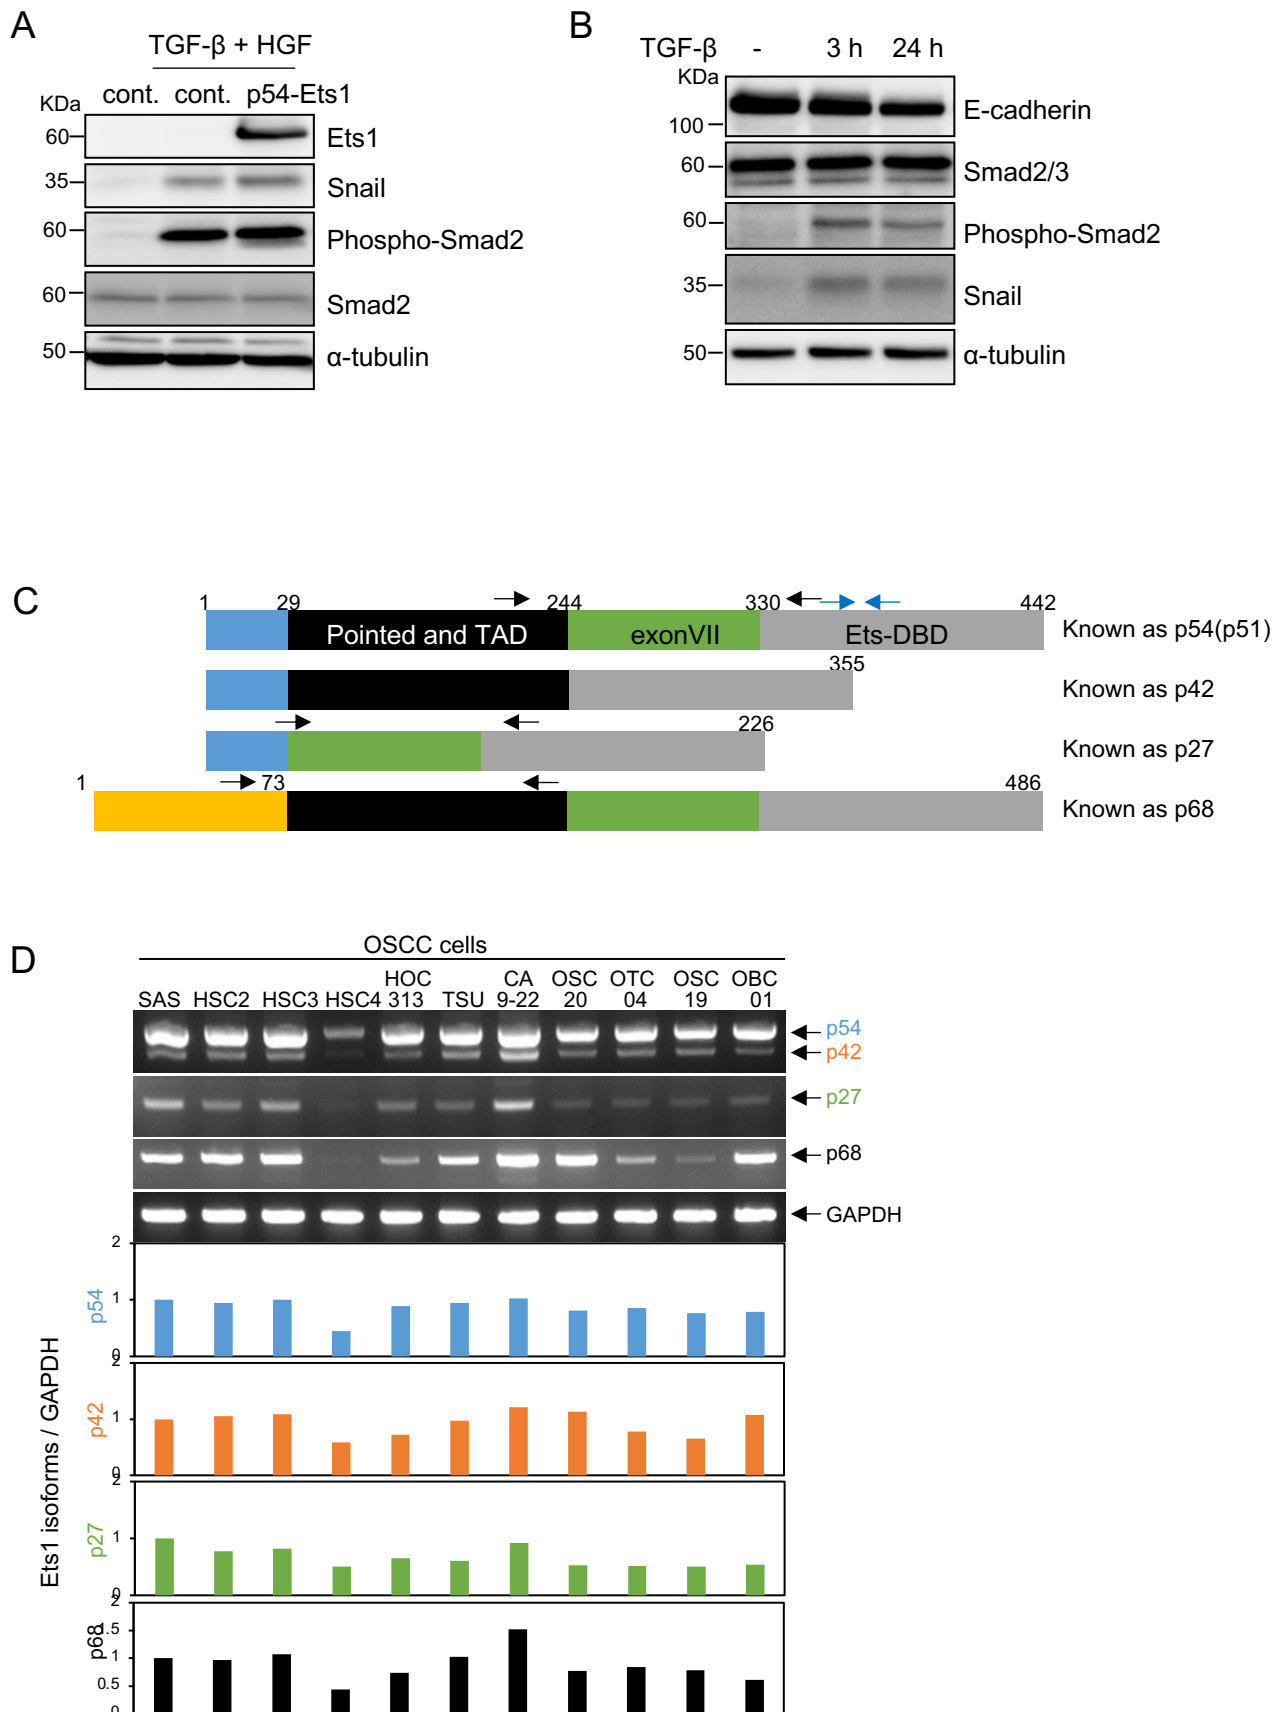 A
TGF-β + HGF
KDa
cont. cont. p54-Ets1
60 Ets1
35 Snail
60 Phospho-Smad2
60 Smad2
50 α-tubulin
B
TGF-β - 3 h 24 h
KDa
100 E-cadherin
60 Smad2/3
60 Phospho-Smad2
35 Snail
50 α-tubulin
C
1 29 244 330 442
Pointed and TAD exonVII Ets-DBD Known as p54(p51)
355
Known as p42
226
Known as p27
1 73 486
Known as p68
D
OSCC cells
SAS HSC2 HSC3 HSC4 HOC 313 TSU CA 9-22 OSC 20 OTC 04 OSC 19 OBC 01
p54
p42
p27
p68
GAPDH
Ets1 isoforms / GAPDH
p54
2
1
0
p42
2
1
0
p27
2
1
0
p68
2
1.5
1
0.5
0